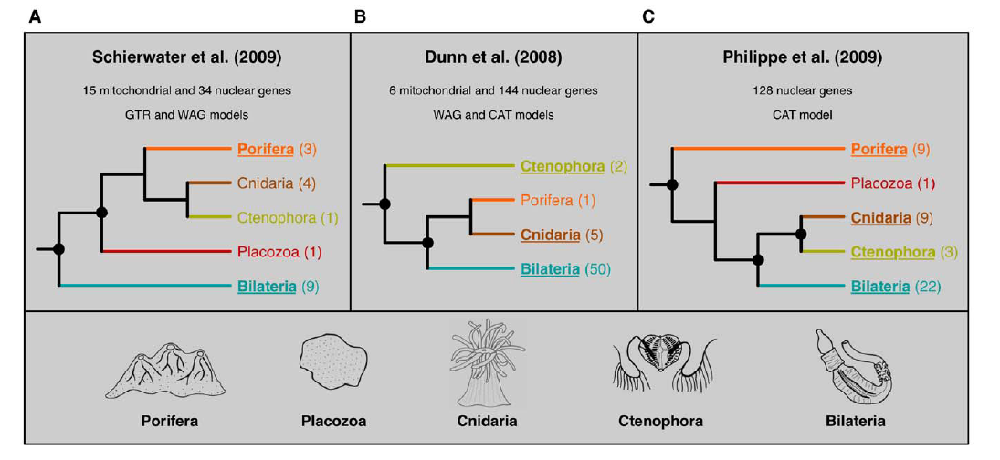 A
B
C
Schierwater et al. (2009)
15 mitochondrial and 34 nuclear genes
GTR and WAG models
Porifera (3)
Cnidaria (4)
Ctenophora (1)
Placozoa (1)
Bilateria (9)
Dunn et al. (2008)
6 mitochondrial and 144 nuclear genes
WAG and CAT models
Ctenophora (2)
Porifera (1)
Cnidaria (5)
Bilateria (50)
Philippe et al. (2009)
128 nuclear genes
CAT model
Porifera (9)
Placozoa (1)
Cnidaria (9)
Ctenophora (3)
Bilateria (22)
Porifera
Placozoa
Cnidaria
Ctenophora
Bilateria